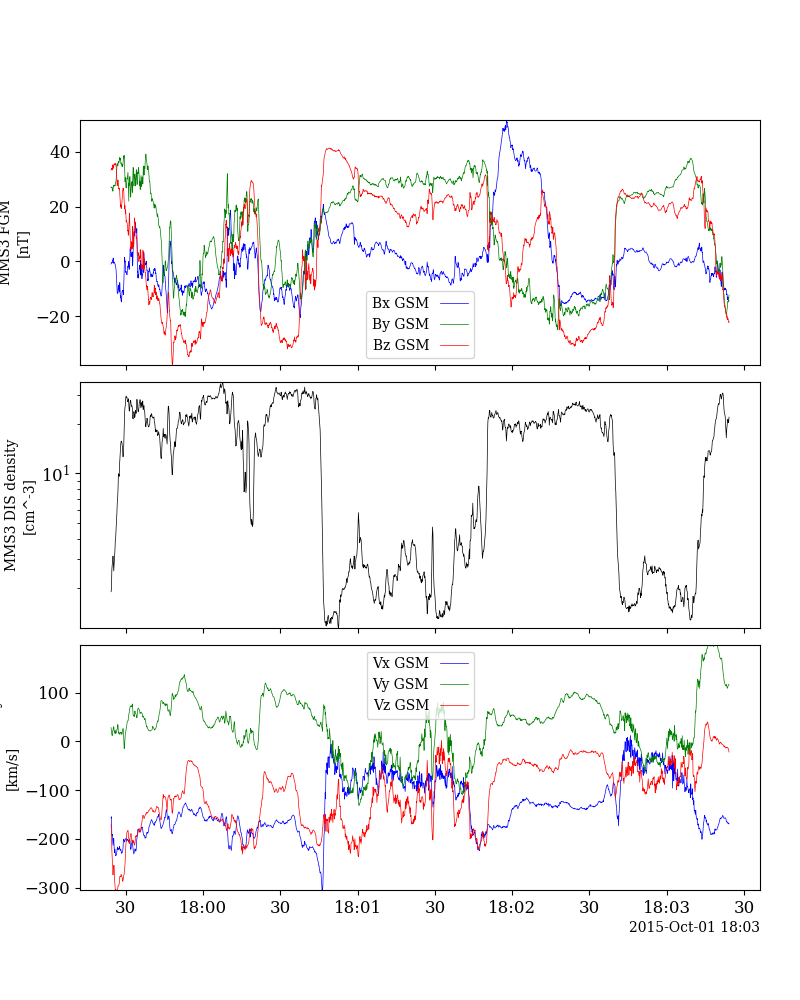 40
20
0
−20
MMS3 FGM
[nT]
Bx GSM
By GSM
Bz GSM
10¹
MMS3 DIS density
[cm^-3]
Vx GSM
Vy GSM
Vz GSM
100
0
−100
−200
−300
[km/s]
30
18:00
30
18:01
30
18:02
30
18:03
30
2015-Oct-01 18:03